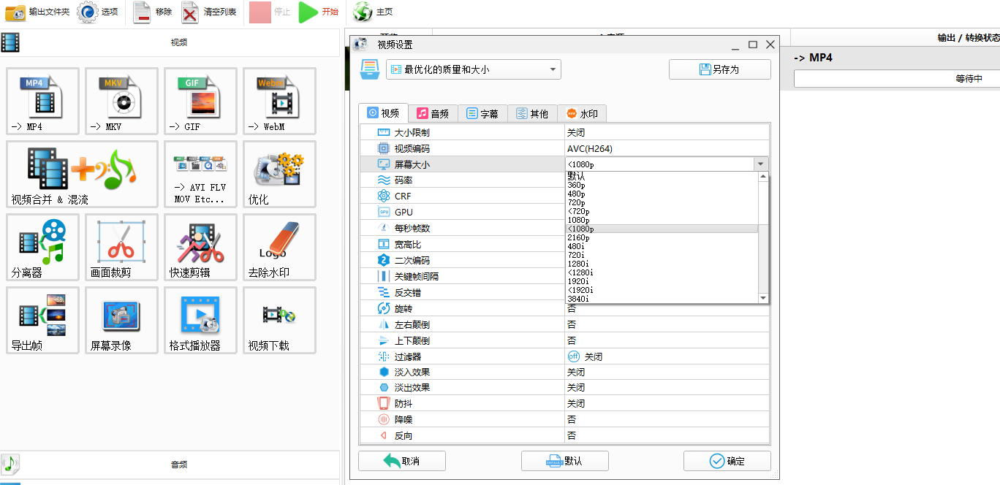 输出文件夹 选项 移除 清空列表 停止 开始 主页
视频
MP4
-> MP4
MKV
-> MKV
GIF
-> GIF
WebM
-> WebM
视频合并 & 混流
-> AVI FLV
MOV Etc...
优化
分离器
画面裁剪
快速剪辑
Logo
去除水印
导出帧
屏幕录像
格式播放器
视频下载
音频
输出 / 转换状态
-> MP4
等待中
视频设置
最优化的质量和大小
另存为
视频 音频 字幕 其他 水印
大小限制 关闭
视频编码 AVC(H264)
屏幕大小 <1080p
码率
CRF
GPU
每秒帧数
宽高比
二次编码
关键帧间隔
反交错
默认
360p
480p
720p
<720p
1080p
<1080p
2160p
480i
720i
1280i
<1280i
1920i
<1920i
3840i
旋转 否
左右颠倒 否
上下颠倒 否
过滤器 off 关闭
淡入效果 关闭
淡出效果 关闭
防抖 关闭
降噪 否
反向 否
取消 默认 确定